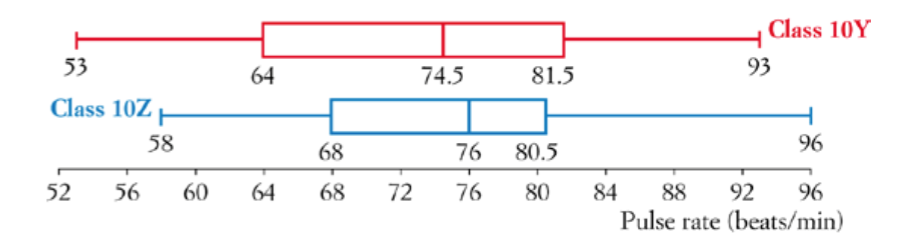 Class 10Y
53 64 74.5 81.5 93
Class 10Z
58 68 76 80.5 96
52 56 60 64 68 72 76 80 84 88 92 96
Pulse rate (beats/min)